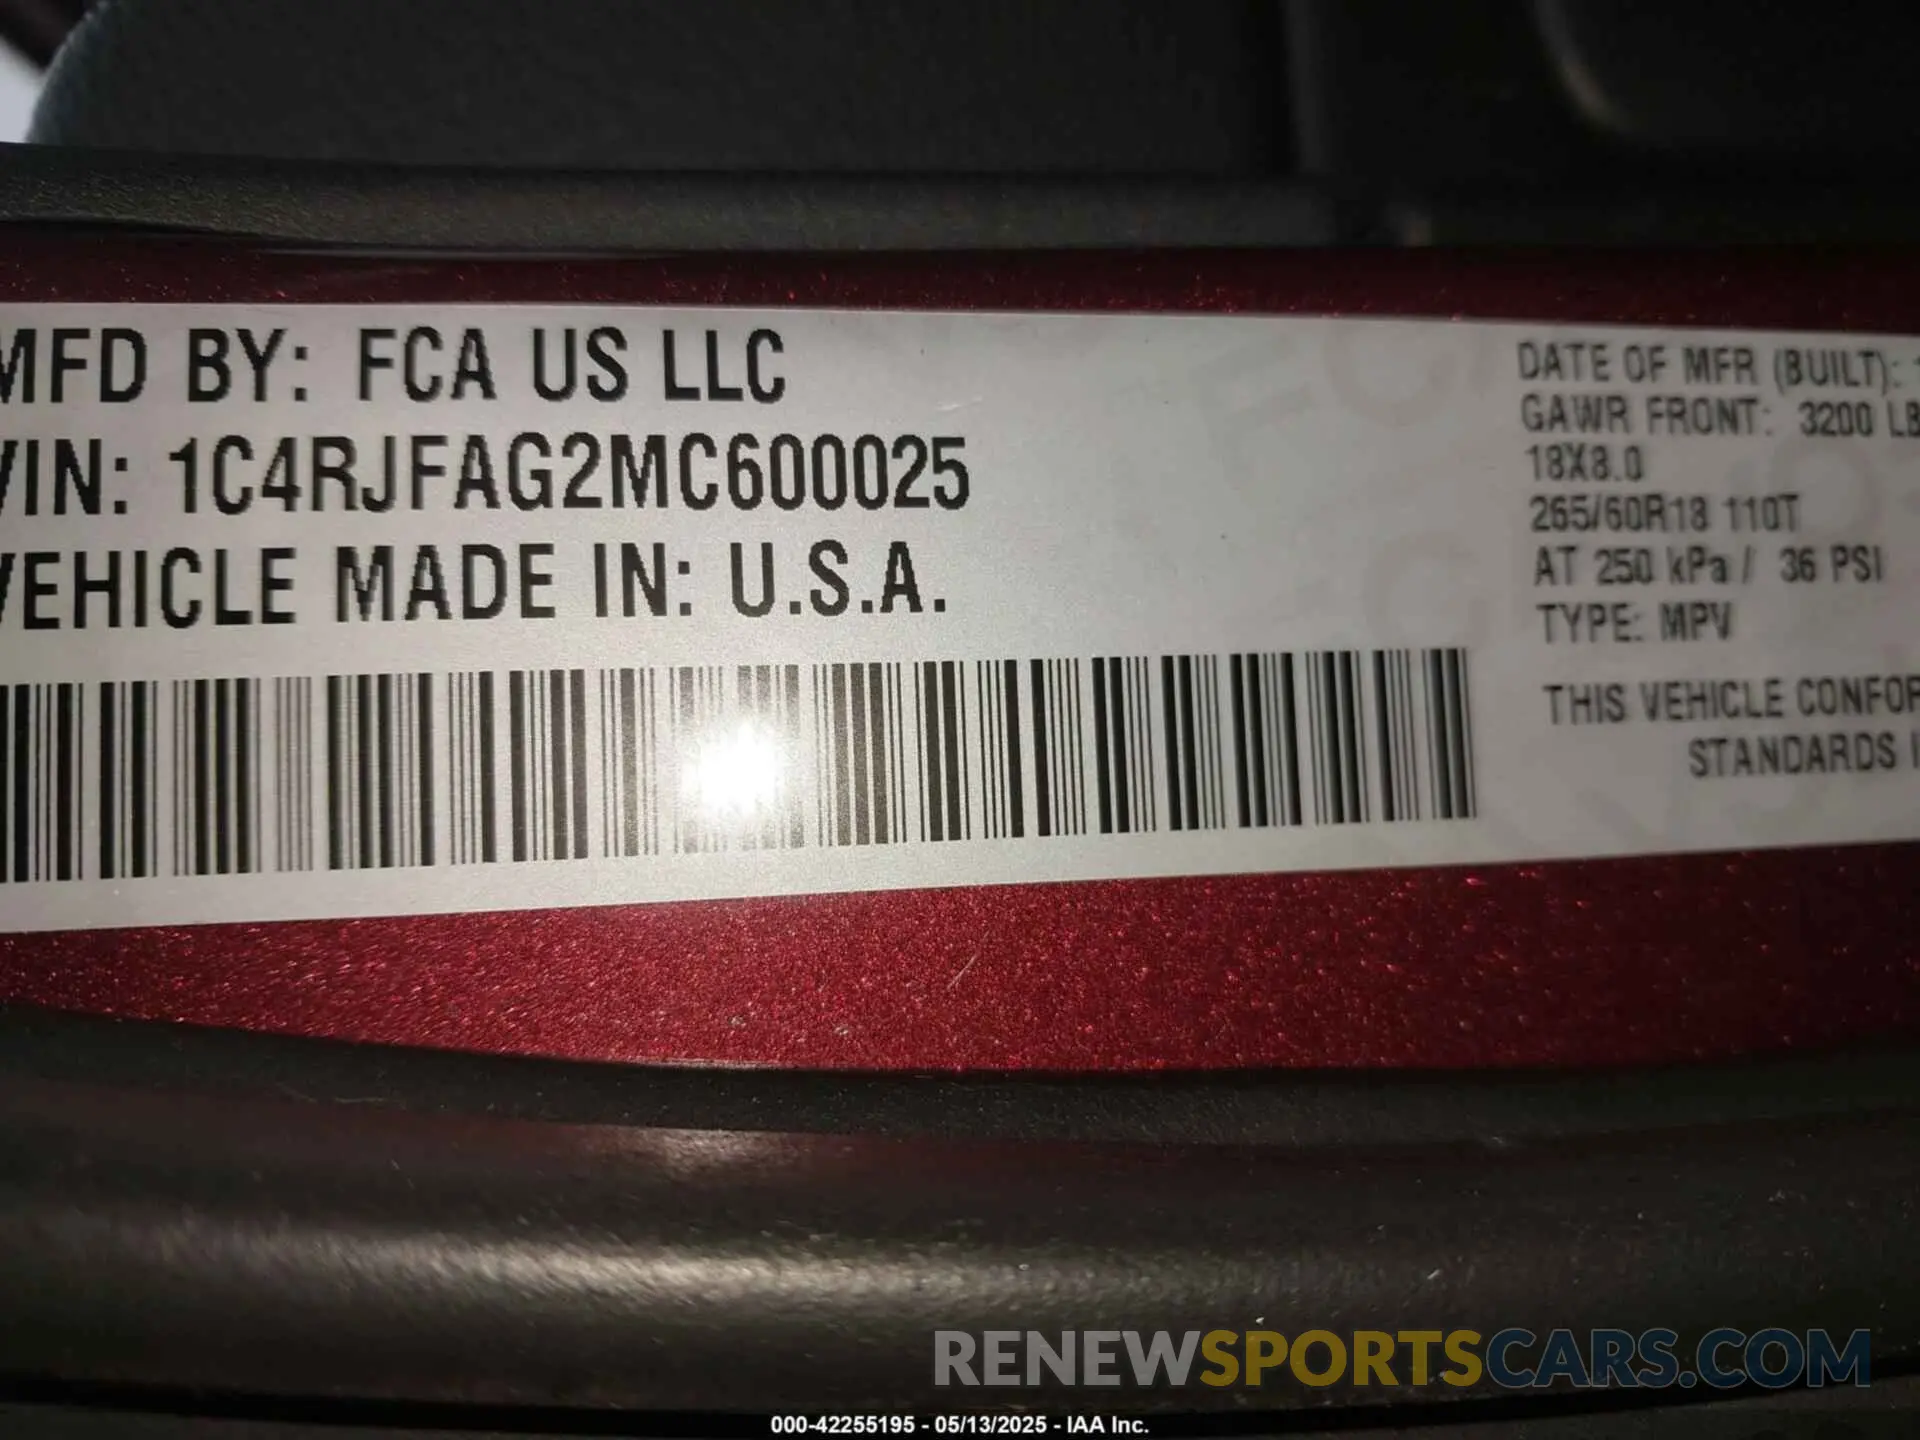 MFD BY: FCA US LLC
VIN: 1C4RJFAG2MC600025
VEHICLE MADE IN: U.S.A.
DATE OF MFR (BUILT):
GAWR FRONT: 3200 LB
18X8.0
265/60R18 110T
AT 250 kPa / 36 PSI
TYPE: MPV
THIS VEHICLE CONFOR
STANDARDS
RENEWSPORTSCARS.COM
000-42255195 - 05/13/2025 - IAA Inc.